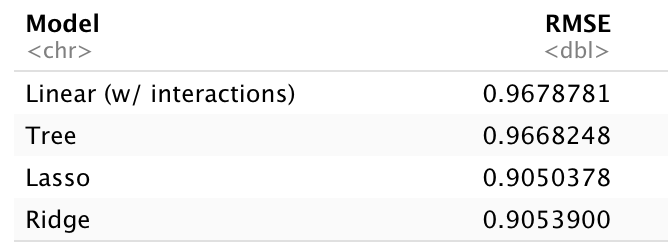 Model RMSE
<chr> <dbl>
Linear (w/ interactions) 0.9678781
Tree 0.9668248
Lasso 0.9050378
Ridge 0.9053900